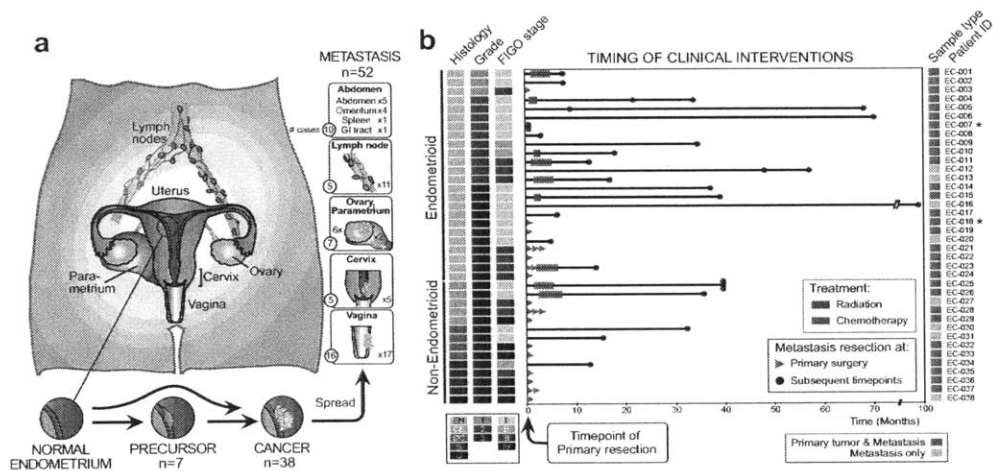 a
METASTASIS
n=52
Abdomen
Abdomen x5
Omentum x4
Spleen x1
GI tract x1
# cases 10
Lymph node
5
x11
Ovary,
Parametrium
6x
7
Cervix
5
x5
Vagina
16
x17
Lymph
nodes
Uterus
Para-
metrium
Cervix
Ovary
Vagina
Spread
NORMAL
ENDOMETRIUM
PRECURSOR
n=7
CANCER
n=38
b
Histology
Grade
FIGO stage
TIMING OF CLINICAL INTERVENTIONS
Sample type
Patient ID
Endometrioid
Non-Endometrioid
EC-001
EC-002
EC-003
EC-004
EC-005
EC-006
EC-007 *
EC-008
EC-009
EC-010
EC-011
EC-012
EC-013
EC-014
EC-015
EC-016
EC-017
EC-018 *
EC-019
EC-020
EC-021
EC-022
EC-023
EC-024
EC-025
EC-026
EC-027
EC-028
EC-029
EC-030
EC-031
EC-032
EC-033
EC-034
EC-035
EC-036
EC-037
EC-038
Treatment:
Radiation
Chemotherapy
Metastasis resection at:
Primary surgery
Subsequent timepoints
0 10 20 30 40 50 60 70 100
Time (Months)
Timepoint of
Primary resection
Primary tumor & Metastasis
Metastasis only